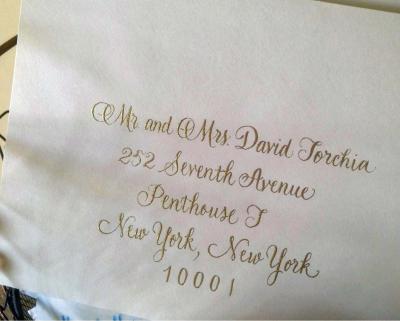 Mr. and Mrs. David Torchia
252 Seventh Avenue
Penthouse J
New York, New York
10001